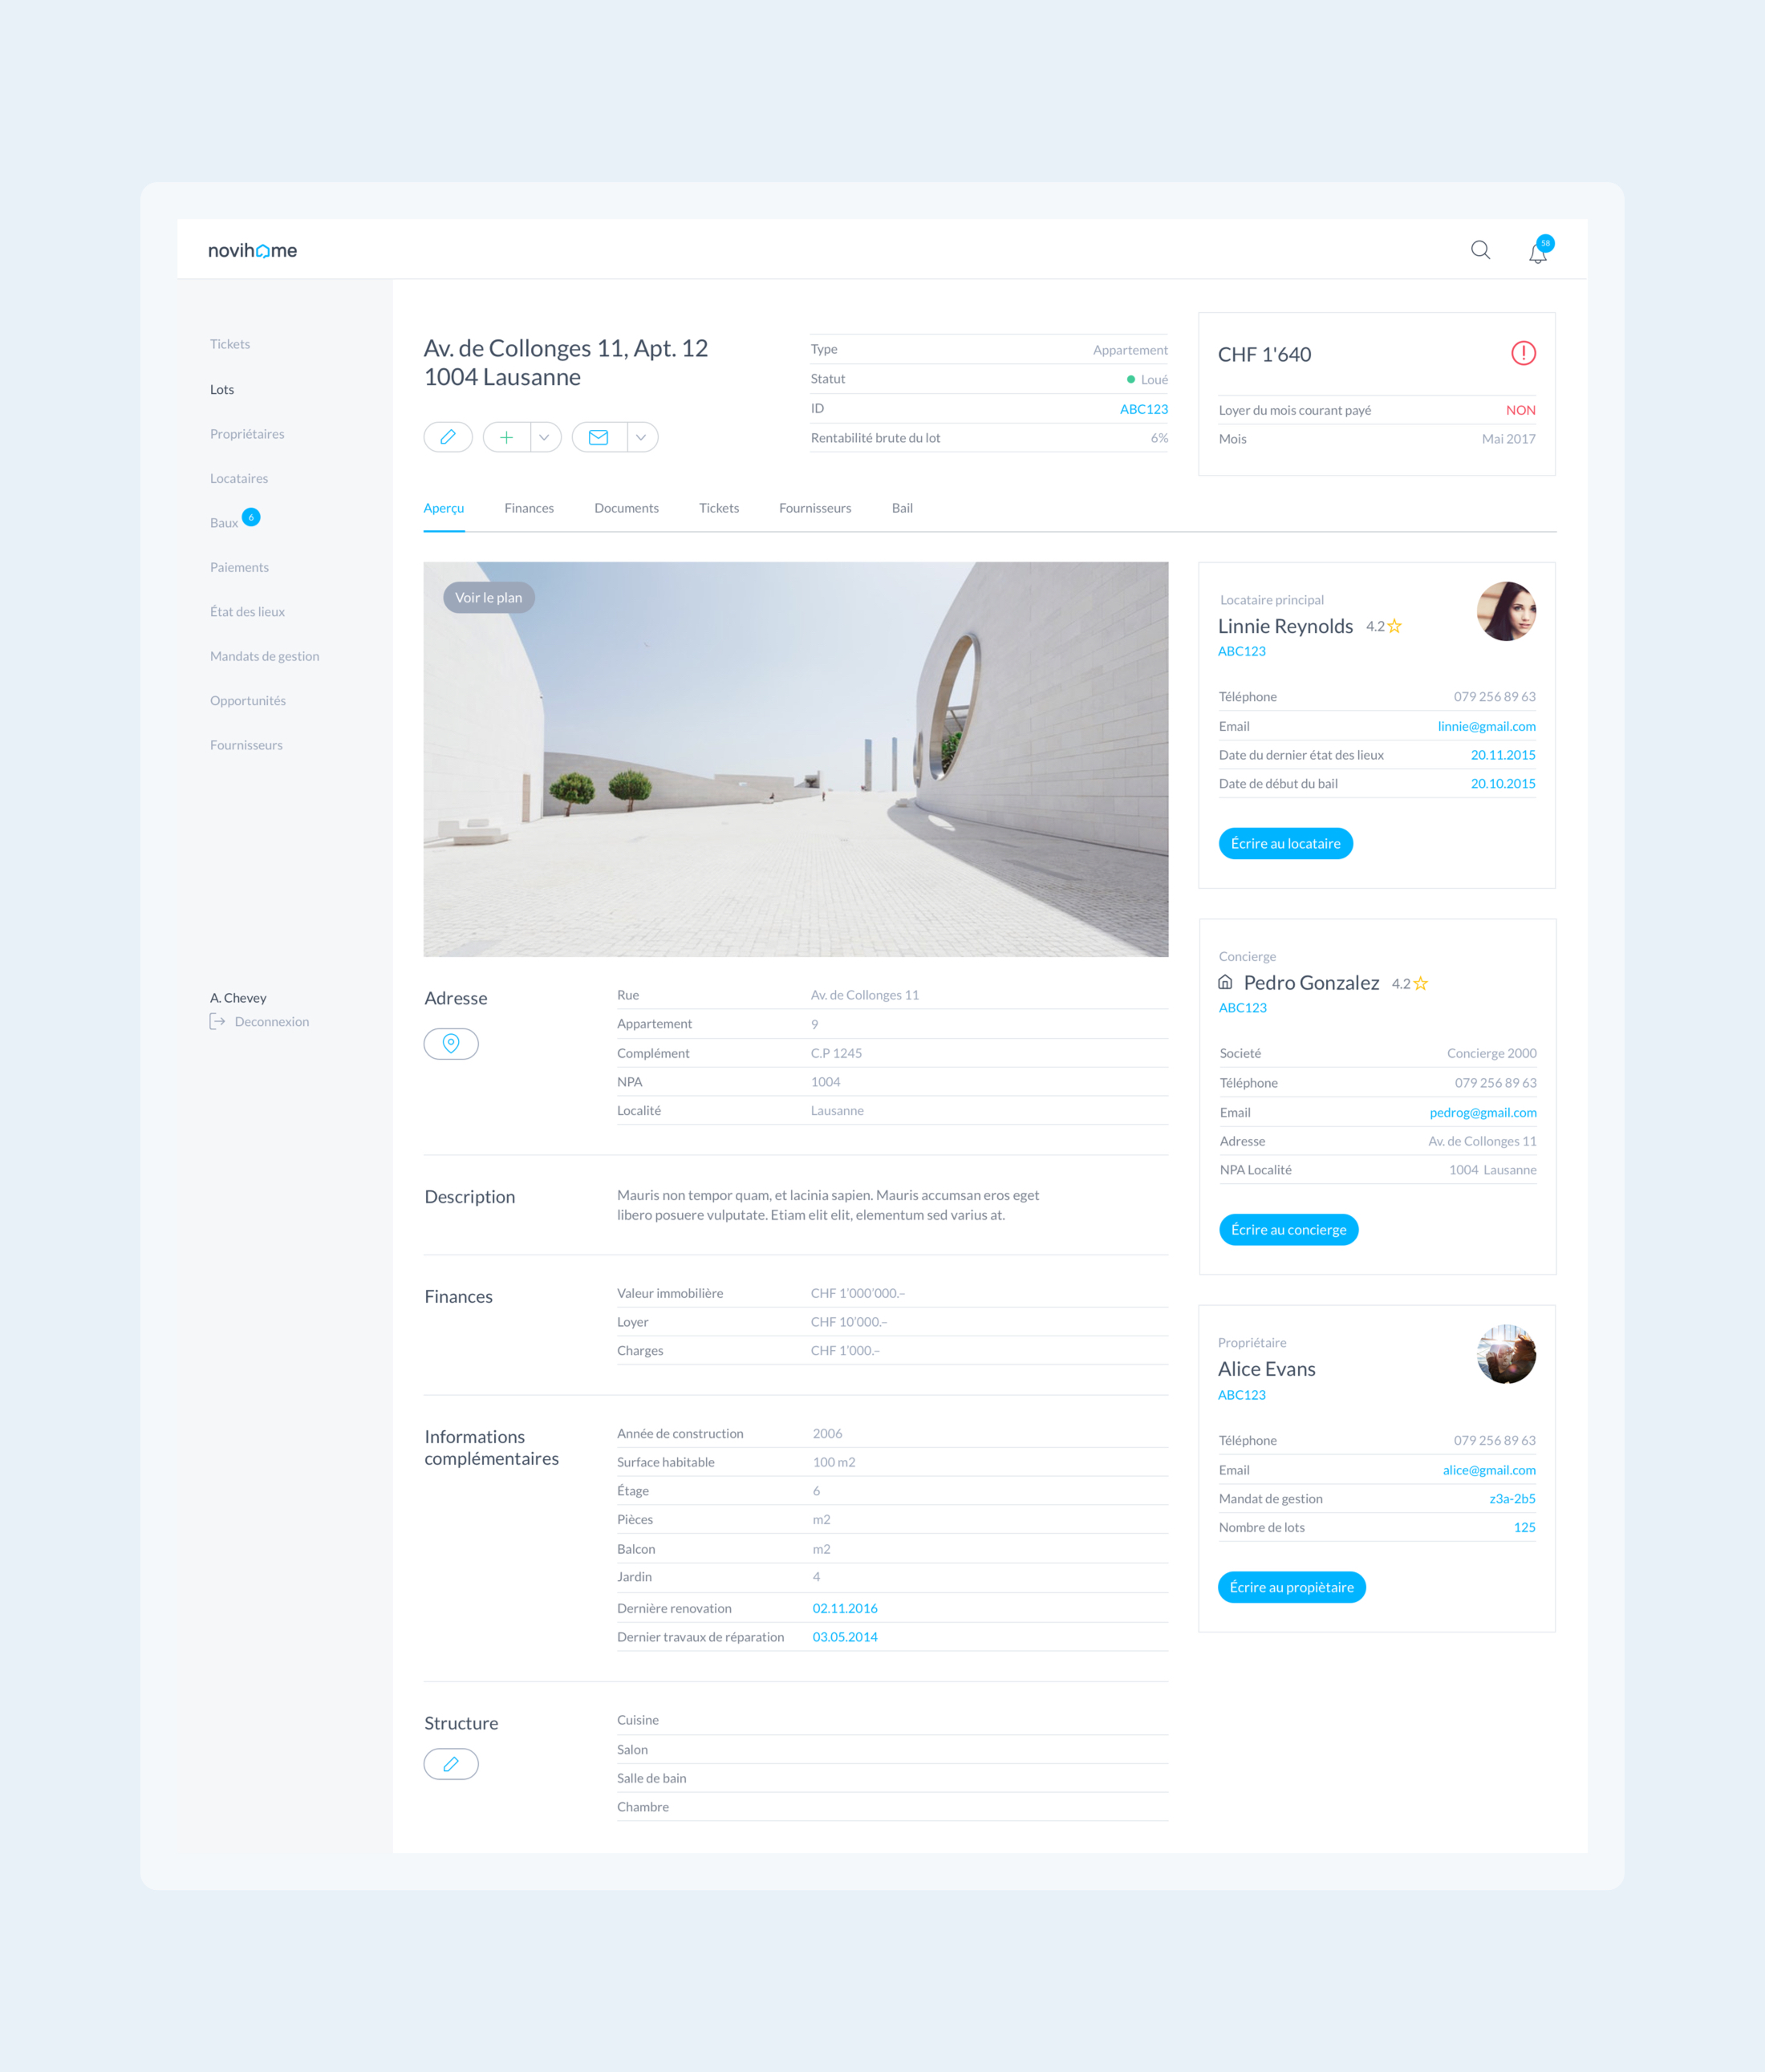 novihome
58
Tickets
Lots
Propriétaires
Locataires
Baux 6
Paiements
État des lieux
Mandats de gestion
Opportunités
Fournisseurs
A. Chevey
Deconnexion
Av. de Collonges 11, Apt. 12
1004 Lausanne
Type Appartement
Statut Loué
ID ABC123
Rentabilité brute du lot 6%
CHF 1'640
Loyer du mois courant payé NON
Mois Mai 2017
Aperçu Finances Documents Tickets Fournisseurs Bail
Voir le plan
Adresse
Rue Av. de Collonges 11
Appartement 9
Complément C.P 1245
NPA 1004
Localité Lausanne
Description
Mauris non tempor quam, et lacinia sapien. Mauris accumsan eros eget
libero posuere vulputate. Etiam elit elit, elementum sed varius at.
Finances
Valeur immobilière CHF 1’000’000.–
Loyer CHF 10’000.–
Charges CHF 1’000.–
Informations
complémentaires
Année de construction 2006
Surface habitable 100 m2
Étage 6
Pièces m2
Balcon m2
Jardin 4
Dernière renovation 02.11.2016
Dernier travaux de réparation 03.05.2014
Structure
Cuisine
Salon
Salle de bain
Chambre
Locataire principal
Linnie Reynolds 4.2
ABC123
Téléphone 079 256 89 63
Email linnie@gmail.com
Date du dernier état des lieux 20.11.2015
Date de début du bail 20.10.2015
Écrire au locataire
Concierge
Pedro Gonzalez 4.2
ABC123
Societé Concierge 2000
Téléphone 079 256 89 63
Email pedrog@gmail.com
Adresse Av. de Collonges 11
NPA Localité 1004 Lausanne
Écrire au concierge
Propriétaire
Alice Evans
ABC123
Téléphone 079 256 89 63
Email alice@gmail.com
Mandat de gestion z3a-2b5
Nombre de lots 125
Écrire au propiètaire